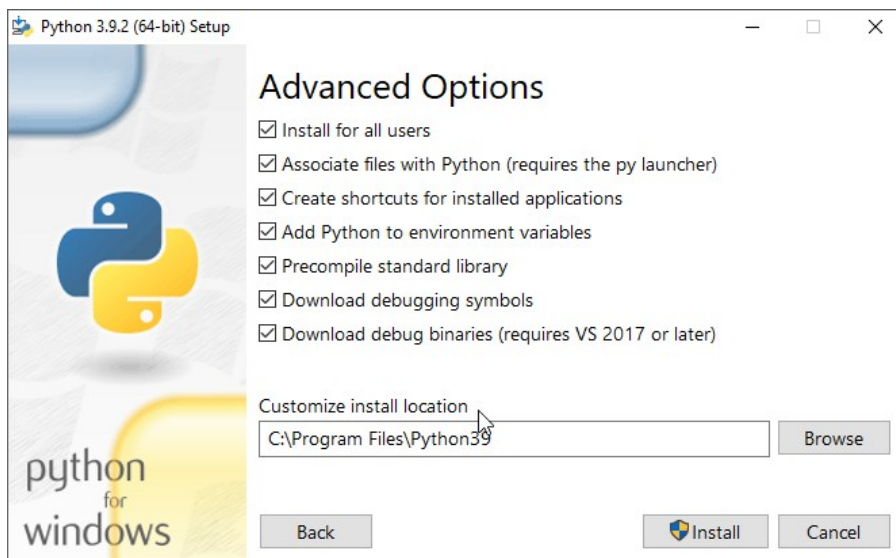 Python 3.9.2 (64-bit) Setup
Advanced Options
Install for all users
Associate files with Python (requires the py launcher)
Create shortcuts for installed applications
Add Python to environment variables
Precompile standard library
Download debugging symbols
Download debug binaries (requires VS 2017 or later)
Customize install location
C:\Program Files\Python39
Browse
python
for
windows
Back
Install
Cancel